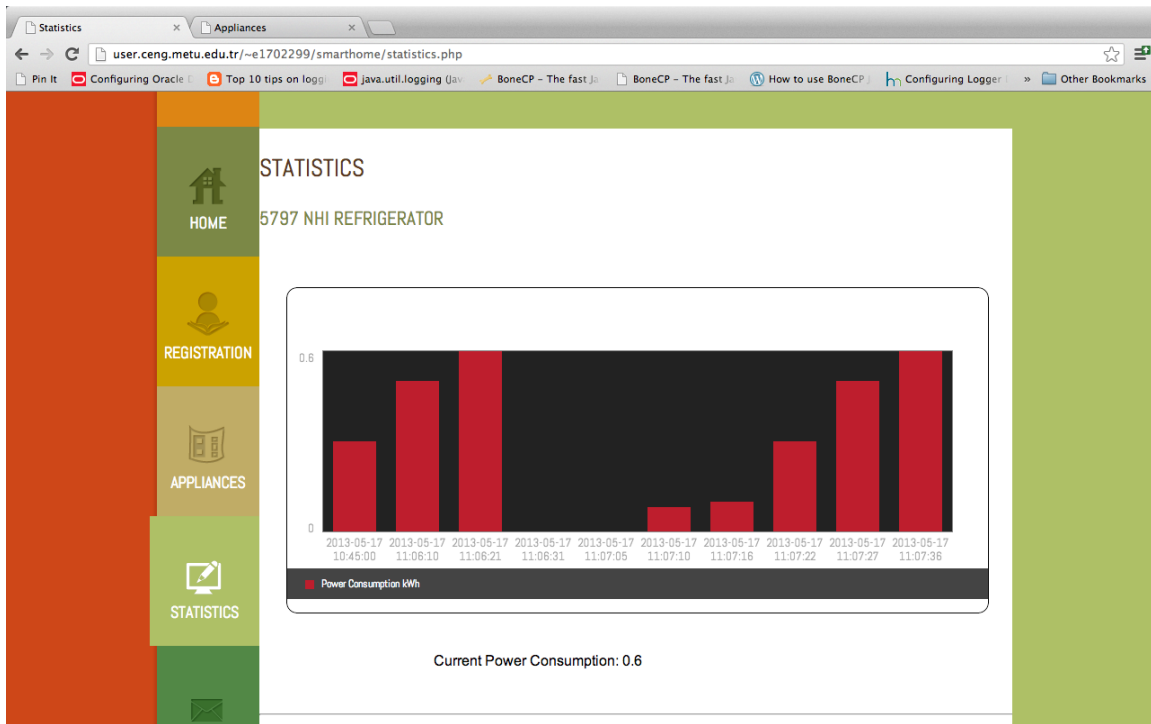 Statistics
Appliances
user.ceng.metu.edu.tr/~e1702299/smarthome/statistics.php
Pin It Configuring Oracle Top 10 tips on loggi java.util.logging (Jav BoneCP – The fast Ja BoneCP – The fast Ja How to use BoneCP Configuring Logger » Other Bookmarks
STATISTICS
5797 NHI REFRIGERATOR
HOME
REGISTRATION
APPLIANCES
STATISTICS
0.6
0
2013-05-17 2013-05-17 2013-05-17 2013-05-17 2013-05-17 2013-05-17 2013-05-17 2013-05-17 2013-05-17 2013-05-17
10:45:00 11:06:10 11:06:21 11:06:31 11:07:05 11:07:10 11:07:16 11:07:22 11:07:27 11:07:36
Power Consumption kWh
Current Power Consumption: 0.6